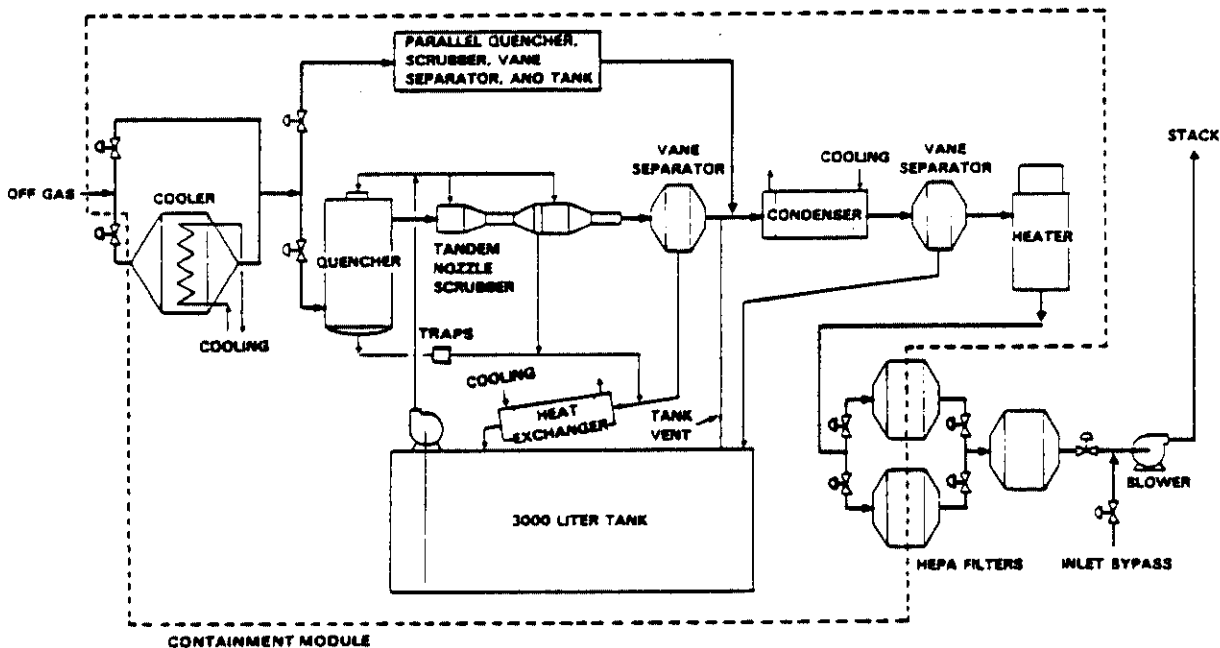 PARALLEL QUENCHER,
SCRUBBER, VANE
SEPARATOR, AND TANK
STACK
VANE
SEPARATOR
COOLING
VANE
SEPARATOR
OFF GAS
COOLER
CONDENSER
HEATER
QUENCHER
TANDEM
NOZZLE
SCRUBBER
COOLING
TRAPS
COOLING
HEAT
EXCHANGER
TANK
VENT
BLOWER
3000 LITER TANK
HEPA FILTERS
INLET BYPASS
CONTAINMENT MODULE